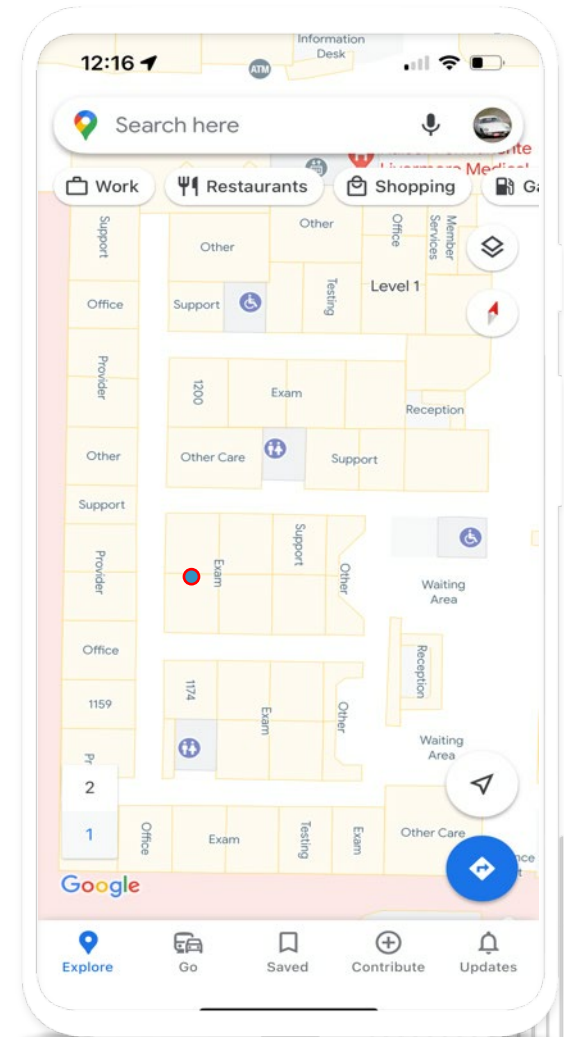 Information
Desk
12:16
ATM
Search here
Livermore Medical
Work
Restaurants
Shopping
Support
Other
Other
Office
Member
Services
Office
Support
Testing
Level 1
Provider
1200
Exam
Reception
Other
Other Care
Support
Support
Provider
Exam
Support
Other
Waiting
Area
Office
Reception
1159
1174
Exam
Other
Waiting
Area
2
1
Office
Exam
Testing
Exam
Other Care
Google
Explore
Go
Saved
Contribute
Updates